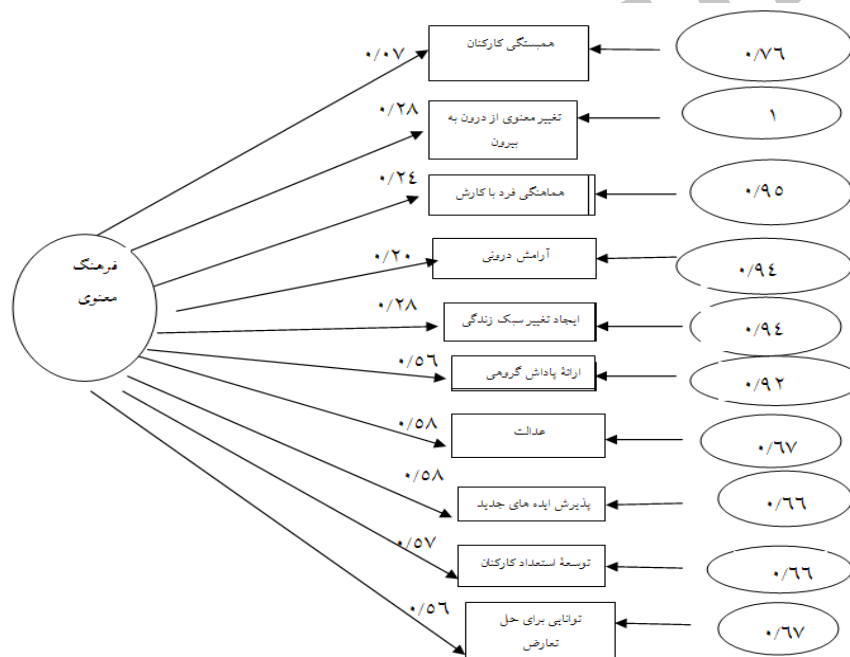 همبستگی کارکنان
۰/۰۷
۰/۷٦
تغییر معنوی از درون به
بیرون
۰/۲۸
۱
هماهنگی فرد با کارش
۰/۲٤
۰/۹٥
فرهنگ
معنوی
آرامش درونی
۰/۲۰
۰/۹٤
ایجاد تغییر سبک زندگی
۰/۲۸
۰/۹٤
ارائهٔ پاداش گروهی
۰/٥٦
۰/۹۲
عدالت
۰/٥۸
۰/٦۷
پذیرش ایده های جدید
۰/٥۸
۰/٦٦
توسعهٔ استعداد کارکنان
۰/٥۷
۰/٦٦
توانایی برای حل
تعارض
۰/٥٦
۰/٦۷